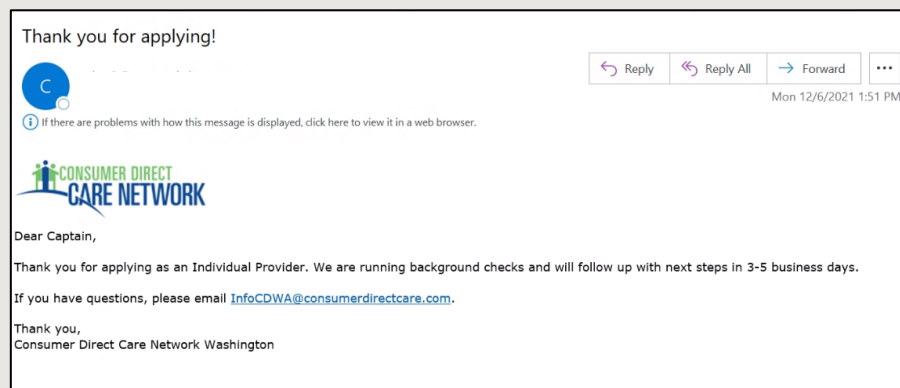 Thank you for applying!
C
Reply
Reply All
Forward
Mon 12/6/2021 1:51 PM
If there are problems with how this message is displayed, click here to view it in a web browser.
CONSUMER DIRECT
CARE NETWORK
Dear Captain,
Thank you for applying as an Individual Provider. We are running background checks and will follow up with next steps in 3-5 business days.
If you have questions, please email InfoCDWA@consumerdirectcare.com.
Thank you,
Consumer Direct Care Network Washington